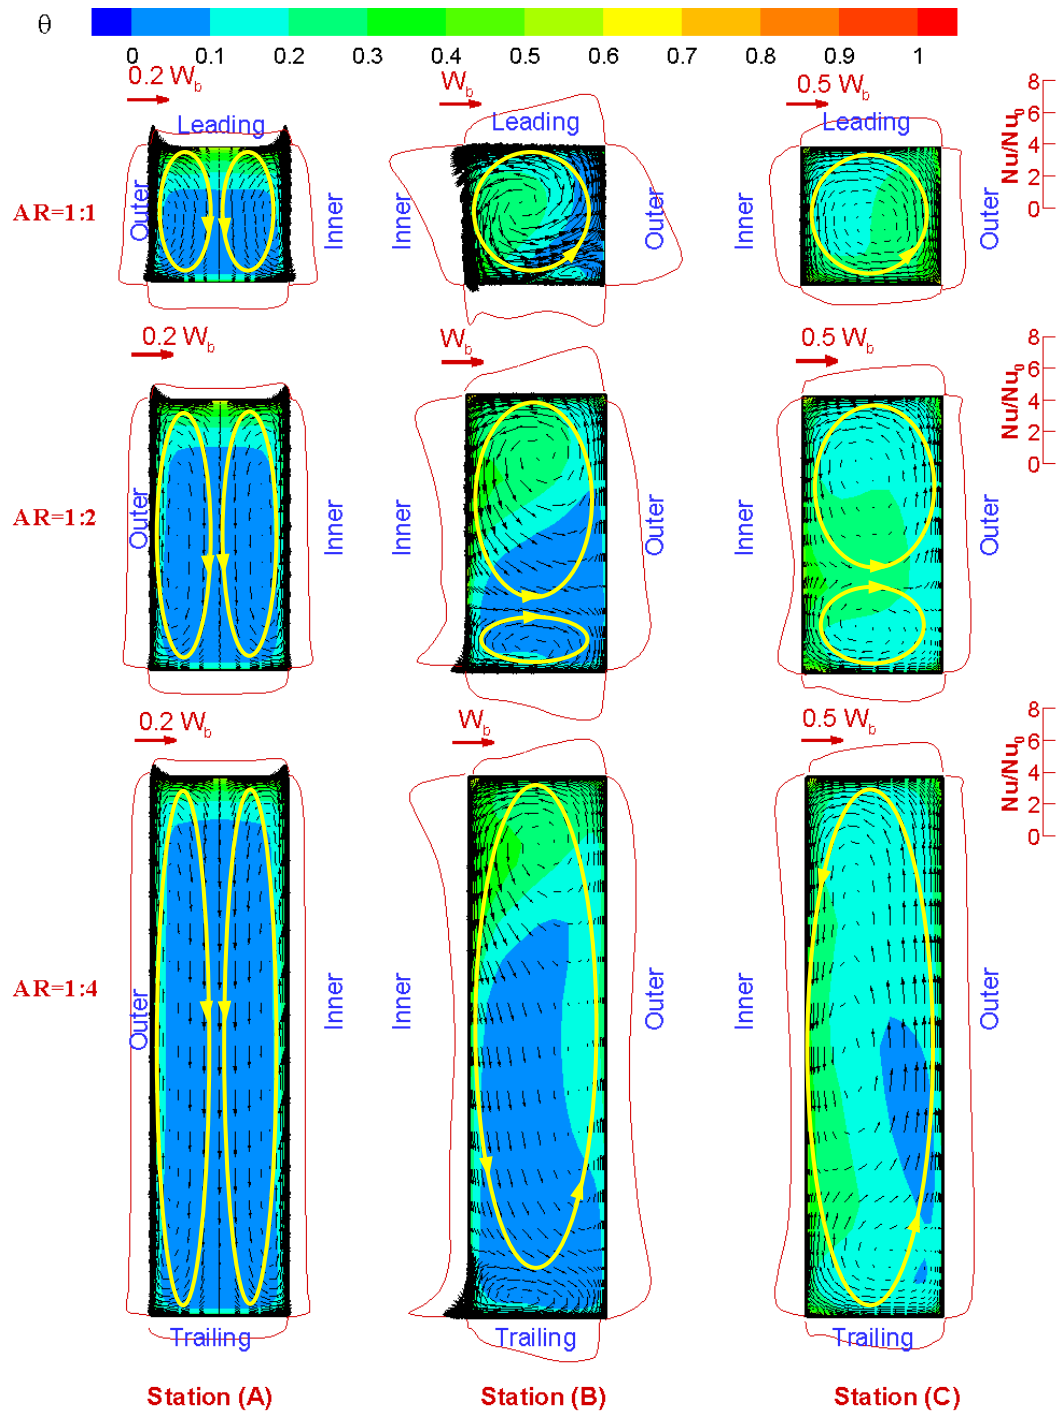 θ
0 0.1 0.2 0.3 0.4 0.5 0.6 0.7 0.8 0.9 1
0.2 W_b W_b 0.5 W_b
Leading Leading Leading
AR=1:1
Outer Inner Inner Outer Inner Outer
Nu/Nu_0
8
6
4
2
0
0.2 W_b W_b 0.5 W_b
AR=1:2
Outer Inner Inner Outer Inner Outer
Nu/Nu_0
8
6
4
2
0
0.2 W_b W_b 0.5 W_b
AR=1:4
Outer Inner Inner Outer Inner Outer
Nu/Nu_0
8
6
4
2
0
Trailing Trailing Trailing
Station (A) Station (B) Station (C)